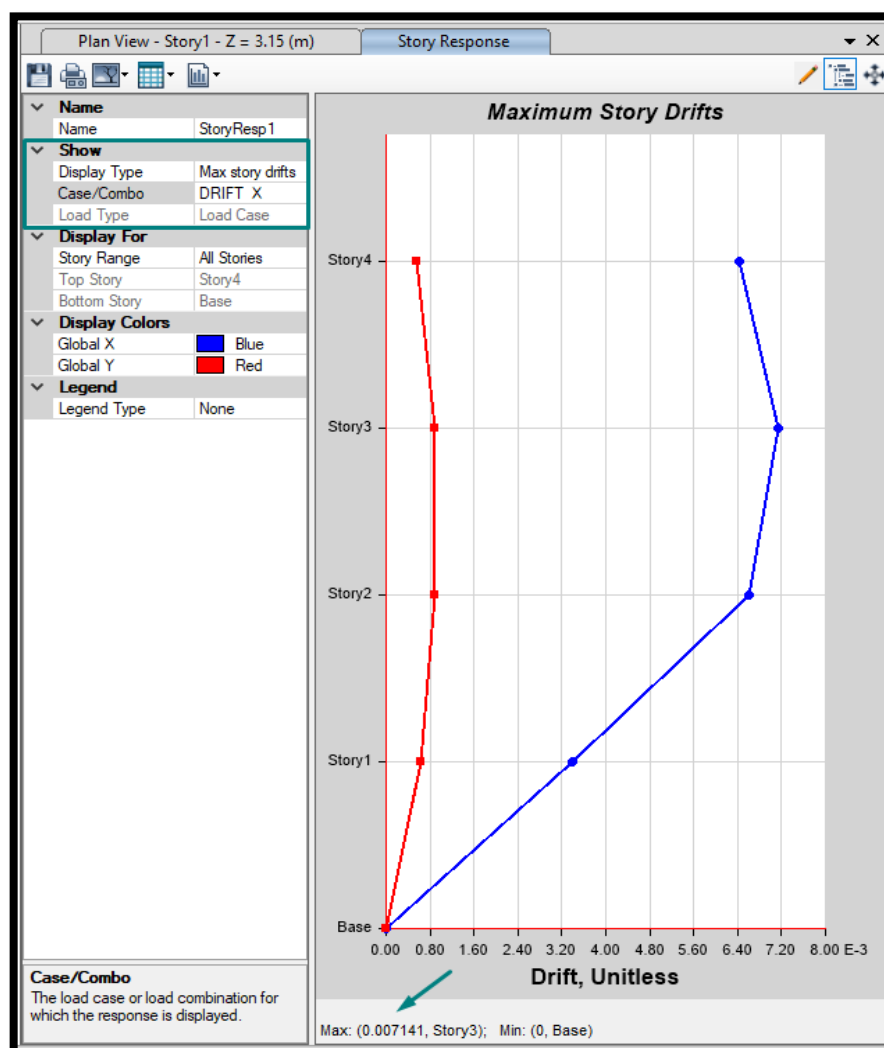 Plan View - Story1 - Z = 3.15 (m)
Story Response
Name
Name StoryResp1
Show
Display Type Max story drifts
Case/Combo DRIFT X
Load Type Load Case
Display For
Story Range All Stories
Top Story Story4
Bottom Story Base
Display Colors
Global X Blue
Global Y Red
Legend
Legend Type None
Case/Combo
The load case or load combination for
which the response is displayed.
Maximum Story Drifts
Story4
Story3
Story2
Story1
Base
0.00 0.80 1.60 2.40 3.20 4.00 4.80 5.60 6.40 7.20 8.00 E-3
Drift, Unitless
Max: (0.007141, Story3); Min: (0, Base)